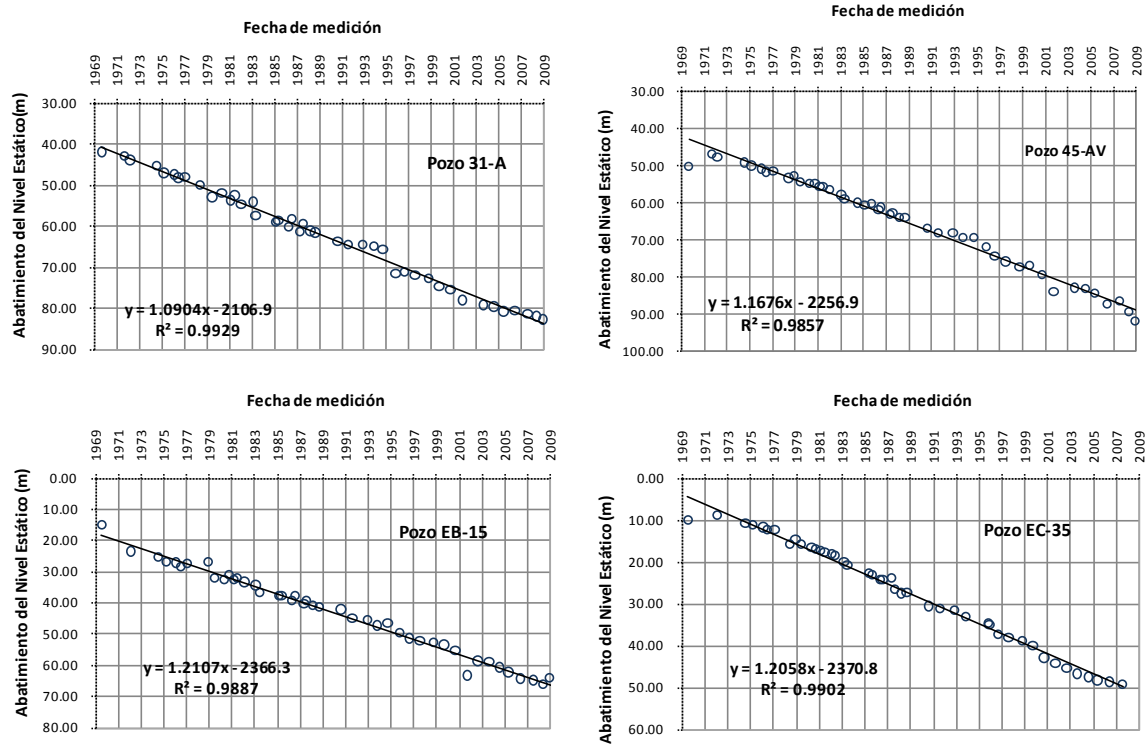 Fecha de medición
1969 1971 1973 1975 1977 1979 1981 1983 1985 1987 1989 1991 1993 1995 1997 1999 2001 2003 2005 2007 2009
Abatimiento del Nivel Estático(m)
30.00
40.00
50.00
60.00
70.00
80.00
90.00
Pozo 31-A
y = 1.0904x - 2106.9
R² = 0.9929
Fecha de medición
1969 1971 1973 1975 1977 1979 1981 1983 1985 1987 1989 1991 1993 1995 1997 1999 2001 2003 2005 2007 2009
Abatimiento del Nivel Estático (m)
30.00
40.00
50.00
60.00
70.00
80.00
90.00
100.00
Pozo 45-AV
y = 1.1676x - 2256.9
R² = 0.9857
Fecha de medición
1969 1971 1973 1975 1977 1979 1981 1983 1985 1987 1989 1991 1993 1995 1997 1999 2001 2003 2005 2007 2009
Abatimiento del Nivel Estático (m)
0.00
10.00
20.00
30.00
40.00
50.00
60.00
70.00
80.00
Pozo EB-15
y = 1.2107x - 2366.3
R² = 0.9887
Fecha de medición
1969 1971 1973 1975 1977 1979 1981 1983 1985 1987 1989 1991 1993 1995 1997 1999 2001 2003 2005 2007 2009
Abatimiento del Nivel Estático (m)
0.00
10.00
20.00
30.00
40.00
50.00
60.00
Pozo EC-35
y = 1.2058x - 2370.8
R² = 0.9902